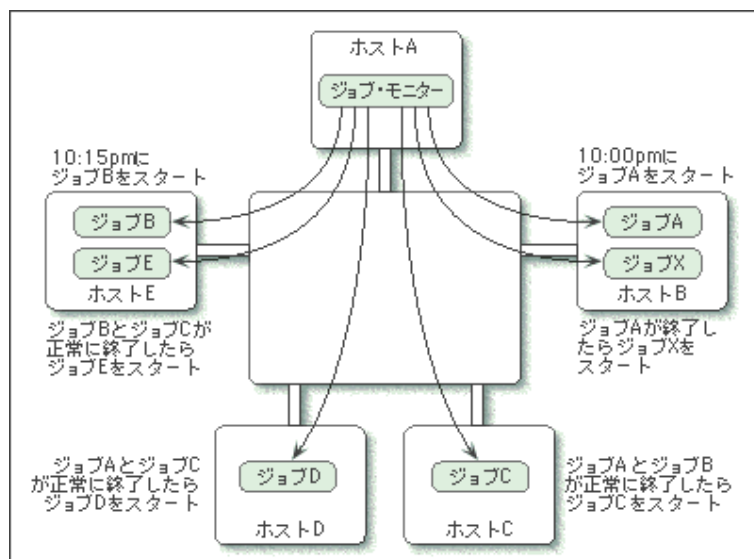 ホストA
ジョブ・モニター
10:15pmに
ジョブBをスタート
10:00pmに
ジョブAをスタート
ジョブB
ジョブE
ホストE
ジョブA
ジョブX
ホストB
ジョブBとジョブCが
正常に終了したら
ジョブEをスタート
ジョブAが終了し
たらジョブXを
スタート
ジョブAとジョブC
が正常に終了したら
ジョブDをスタート
ジョブD
ホストD
ジョブC
ホストC
ジョブAとジョブB
が正常に終了したら
ジョブCをスタート